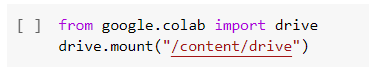 [ ] from google.colab import drive
drive.mount("/content/drive")